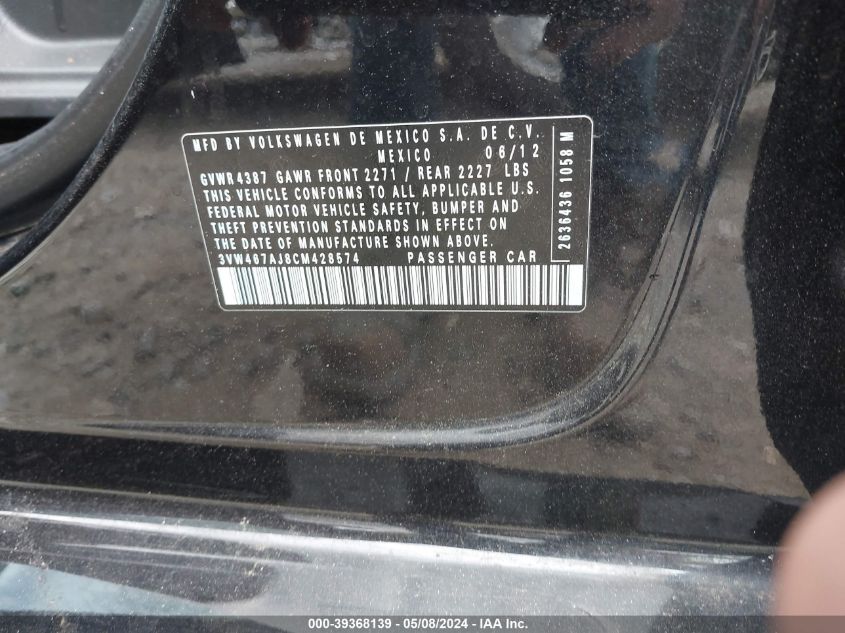 MFD BY VOLKSWAGEN DE MEXICO S.A. DE C.V.
MEXICO 06/12
GVWR 4387 GAWR FRONT 2271 / REAR 2227 LBS
THIS VEHICLE CONFORMS TO ALL APPLICABLE U.S.
FEDERAL MOTOR VEHICLE SAFETY, BUMPER AND
THEFT PREVENTION STANDARDS IN EFFECT ON
THE DATE OF MANUFACTURE SHOWN ABOVE.
3VW467AJ8CM428574 PASSENGER CAR
2636436 1058 M
000-39368139 - 05/08/2024 - IAA Inc.